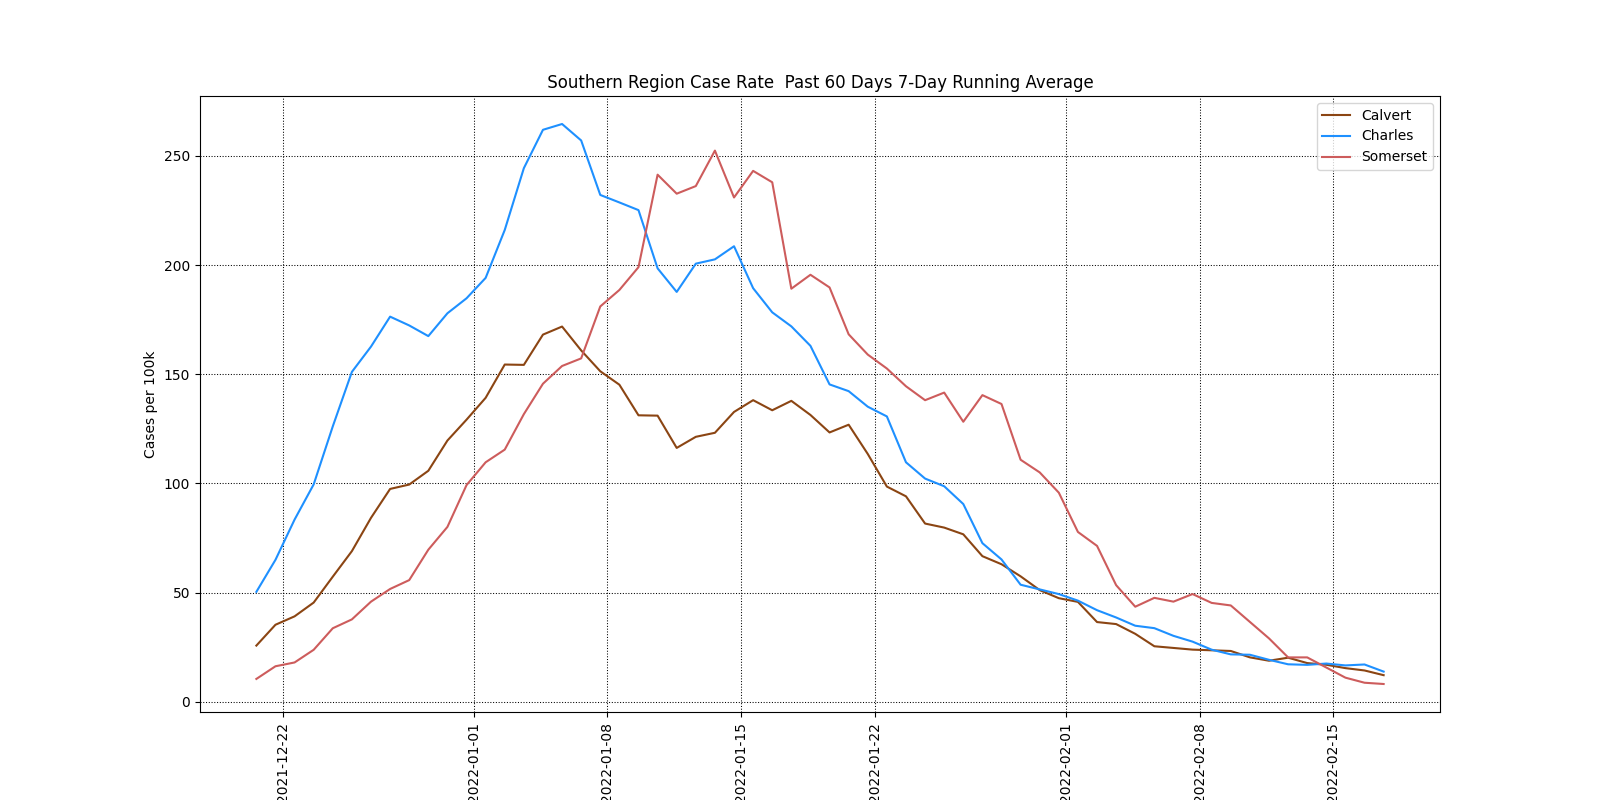 Southern Region Case Rate  Past 60 Days 7-Day Running Average
Calvert
Charles
Somerset
Cases per 100k
250
200
150
100
50
0
2021-12-22
2022-01-01
2022-01-08
2022-01-15
2022-01-22
2022-02-01
2022-02-08
2022-02-15